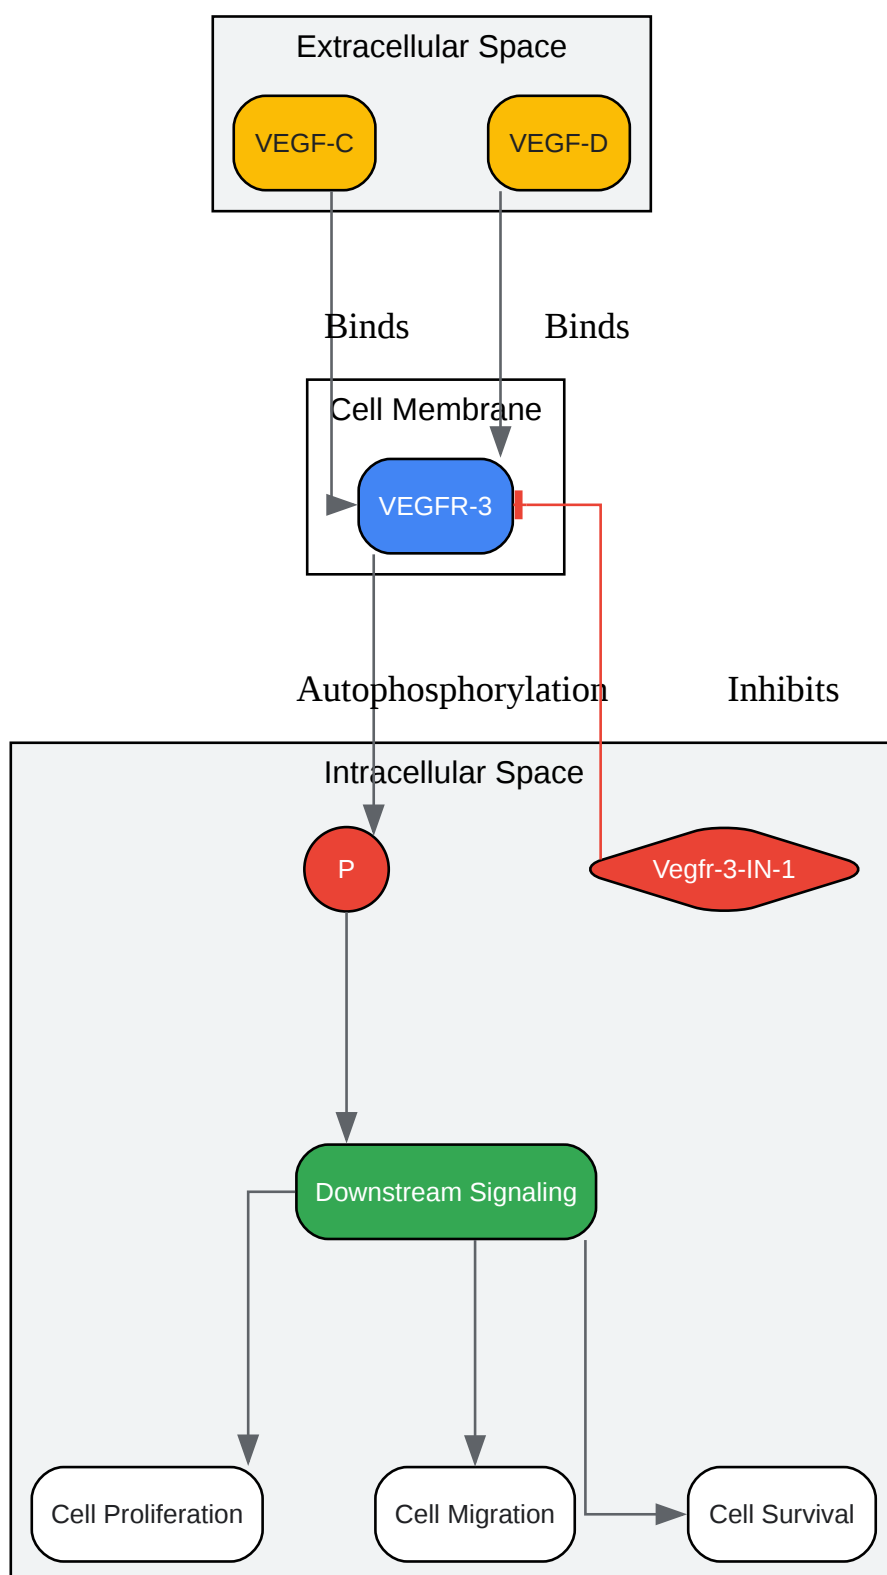 Extracellular Space
VEGF-C
VEGF-D
Binds
Binds
Cell Membrane
VEGFR-3
Autophosphorylation
Inhibits
Intracellular Space
P
Vegfr-3-IN-1
Downstream Signaling
Cell Proliferation
Cell Migration
Cell Survival